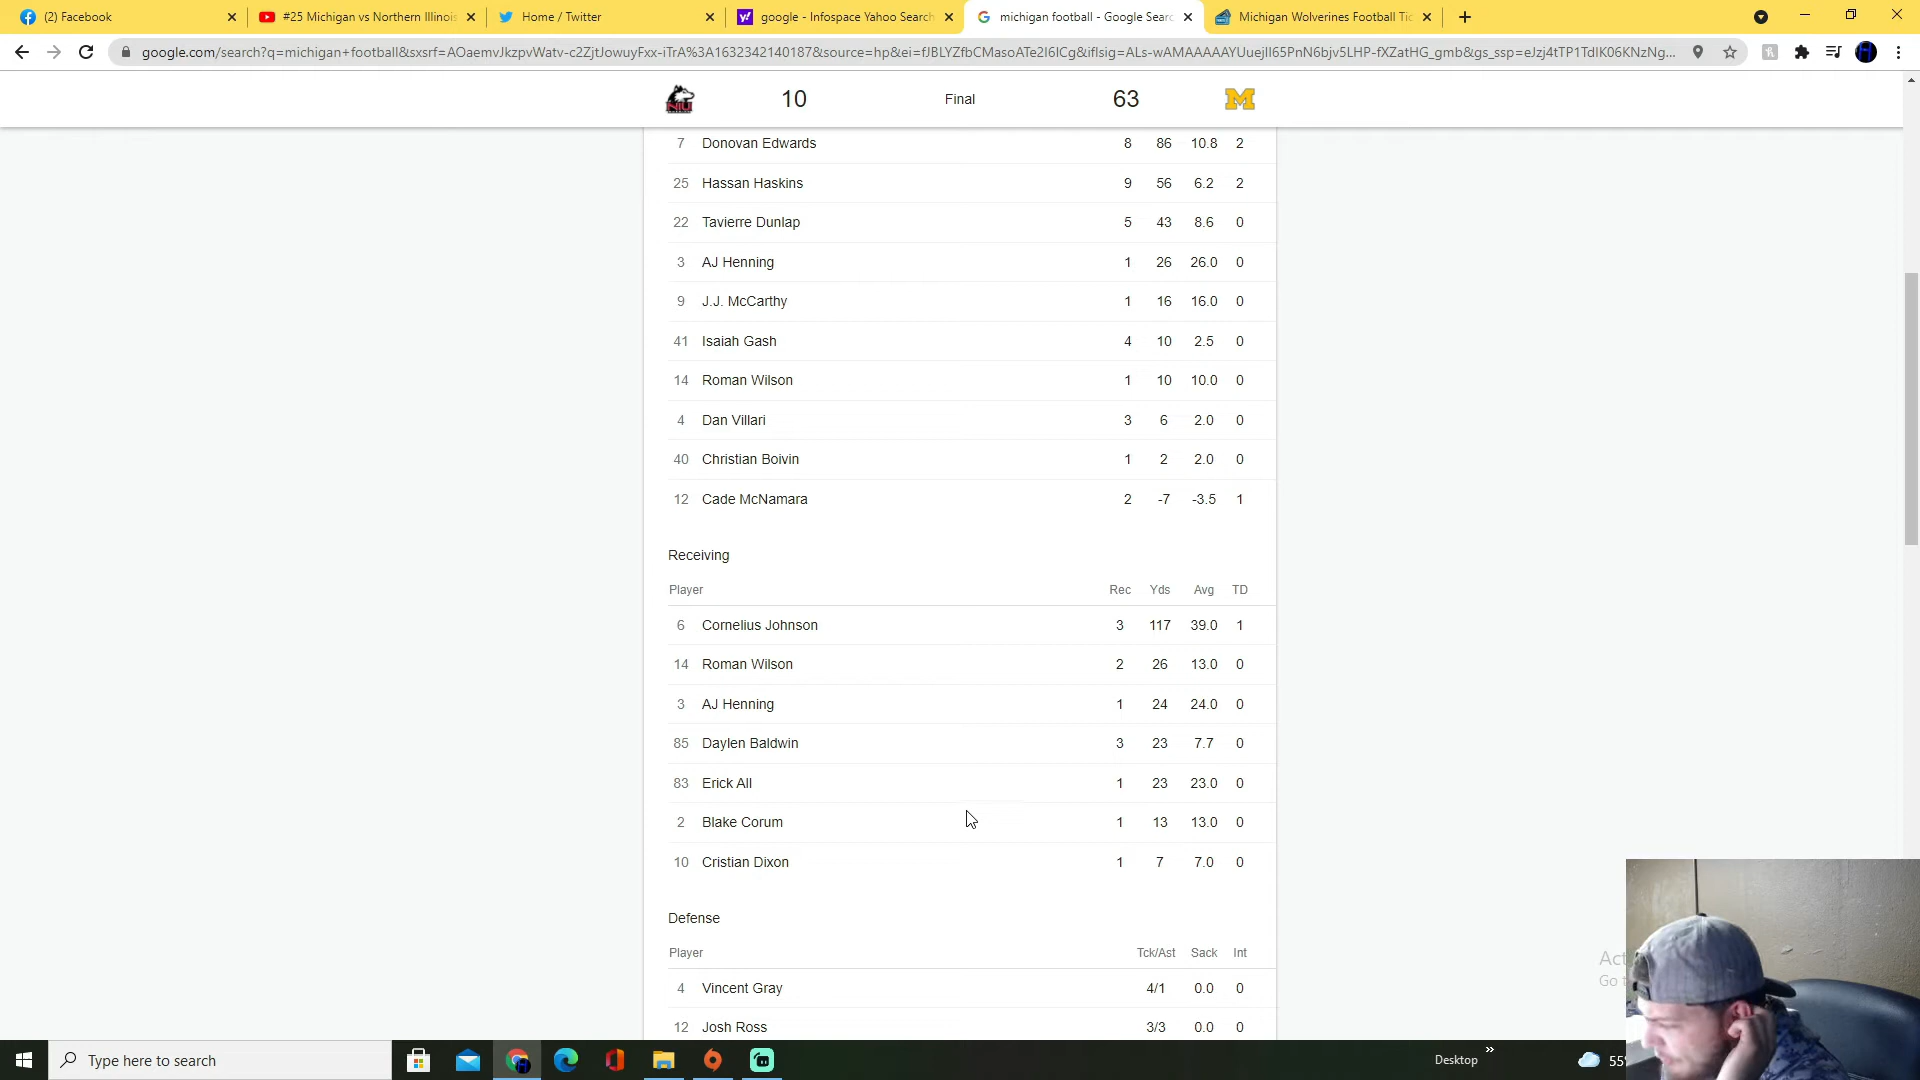 (2) Facebook
#25 Michigan vs Northern Illinois
Home / Twitter
google - Infospace Yahoo Search
michigan football - Google Searc
Michigan Wolverines Football Tic
google.com/search?q=michigan+football&sxsrf=AOaemvJkzpvWatv-c2ZjtJowuyFxx-iTrA%3A1632342140187&source=hp&ei=fJBLYZfbCMasoATe2I6ICg&iflsig=ALs-wAMAAAAAYUuejIl65PnN6bjv5LHP-fXZatHG_gmb&gs_ssp=eJzj4tTP1TdIK06KNzNg...
NIU
10 Final 63 M
7 Donovan Edwards 8 86 10.8 2
25 Hassan Haskins 9 56 6.2 2
22 Tavierre Dunlap 5 43 8.6 0
3 AJ Henning 1 26 26.0 0
9 J.J. McCarthy 1 16 16.0 0
41 Isaiah Gash 4 10 2.5 0
14 Roman Wilson 1 10 10.0 0
4 Dan Villari 3 6 2.0 0
40 Christian Boivin 1 2 2.0 0
12 Cade McNamara 2 -7 -3.5 1
Receiving
Player Rec Yds Avg TD
6 Cornelius Johnson 3 117 39.0 1
14 Roman Wilson 2 26 13.0 0
3 AJ Henning 1 24 24.0 0
85 Daylen Baldwin 3 23 7.7 0
83 Erick All 1 23 23.0 0
2 Blake Corum 1 13 13.0 0
10 Cristian Dixon 1 7 7.0 0
Defense
Player Tck/Ast Sack Int
4 Vincent Gray 4/1 0.0 0
12 Josh Ross 3/3 0.0 0
Act
Go t
Type here to search
Desktop
55°